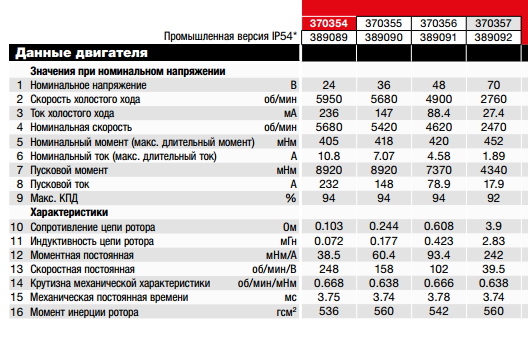 370354 370355 370356 370357
Промышленная версия IP54* 389089 389090 389091 389092
Данные двигателя
Значения при номинальном напряжении
1 Номинальное напряжение В 24 36 48 70
2 Скорость холостого хода об/мин 5950 5680 4900 2760
3 Ток холостого хода мА 236 147 88.4 27.4
4 Номинальная скорость об/мин 5680 5420 4620 2470
5 Номинальный момент (макс. длительный момент) мНм 405 418 420 452
6 Номинальный ток (макс. длительный ток) А 10.8 7.07 4.58 1.89
7 Пусковой момент мНм 8920 8920 7370 4340
8 Пусковой ток А 232 148 78.9 17.9
9 Макс. КПД % 94 94 94 92
Характеристики
10 Сопротивление цепи ротора Ом 0.103 0.244 0.608 3.9
11 Индуктивность цепи ротора мГн 0.072 0.177 0.423 2.83
12 Моментная постоянная мНм/А 38.5 60.4 93.4 242
13 Скоростная постоянная об/мин/В 248 158 102 39.5
14 Крутизна механической характеристики об/мин/мНм 0.668 0.638 0.666 0.638
15 Механическая постоянная времени мс 3.75 3.74 3.78 3.74
16 Момент инерции ротора гсм² 536 560 542 560